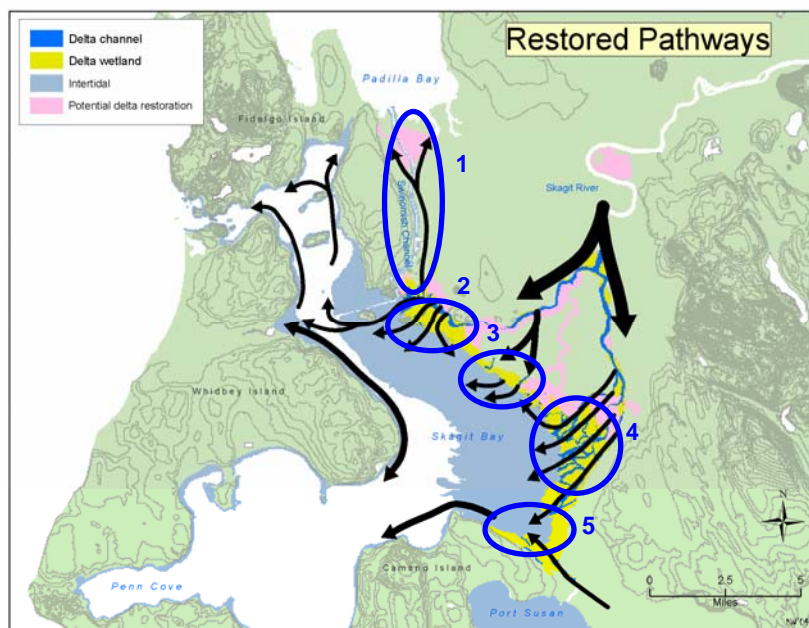 Restored Pathways
Delta channel
Delta wetland
Intertidal
Potential delta restoration
Padilla Bay
Fidalgo Island
1
Skagit River
Swinomish Channel
2
3
Whidbey Island
4
Skagit Bay
5
N
Camano Island
Penn Cove
Port Susan
0 2.5 5
Miles